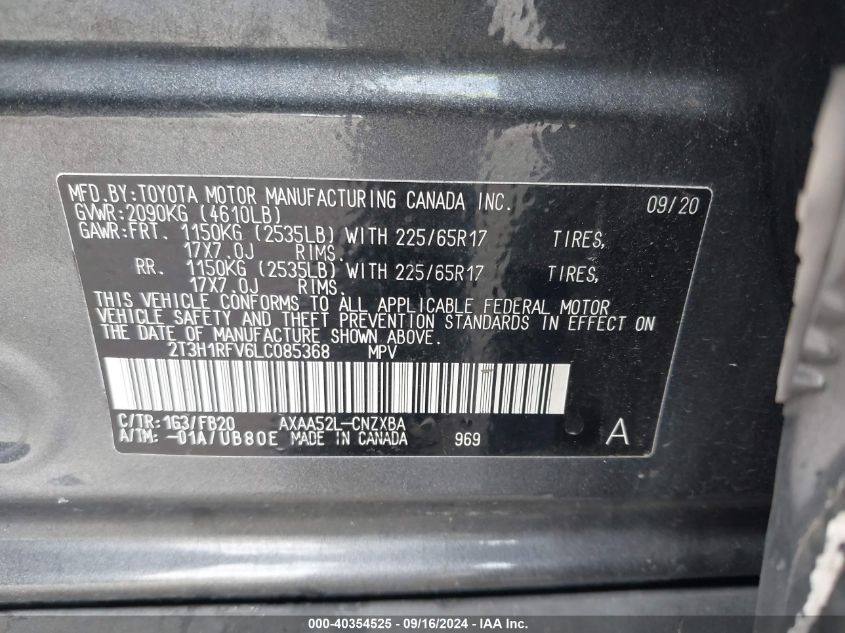 MFD.BY:TOYOTA MOTOR MANUFACTURING CANADA INC. 09/20
GVWR:2090KG (4610LB)
GAWR:FRT. 1150KG (2535LB) WITH 225/65R17 TIRES,
17X7.0J RIMS.
RR. 1150KG (2535LB) WITH 225/65R17 TIRES,
17X7.0J RIMS.
THIS VEHICLE CONFORMS TO ALL APPLICABLE FEDERAL MOTOR
VEHICLE SAFETY AND THEFT PREVENTION STANDARDS IN EFFECT ON
THE DATE OF MANUFACTURE SHOWN ABOVE.
2T3H1RFV6LC085368 MPV
C/TR:1G3/FB20 AXAA52L-CNZXBA
A/TM:-01A/UB80E MADE IN CANADA 969 A
000-40354525 - 09/16/2024 - IAA Inc.